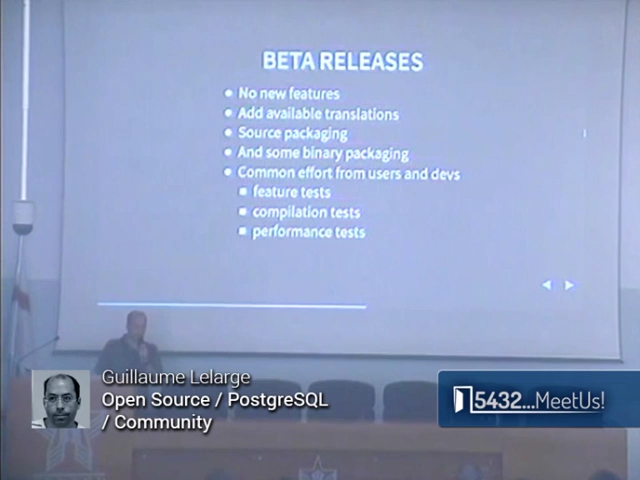 BETA RELEASES
No new features
Add available translations
Source packaging
And some binary packaging
Common effort from users and devs
feature tests
compilation tests
performance tests
Guillaume Lelarge
Open Source / PostgreSQL
/ Community
5432...MeetUs!